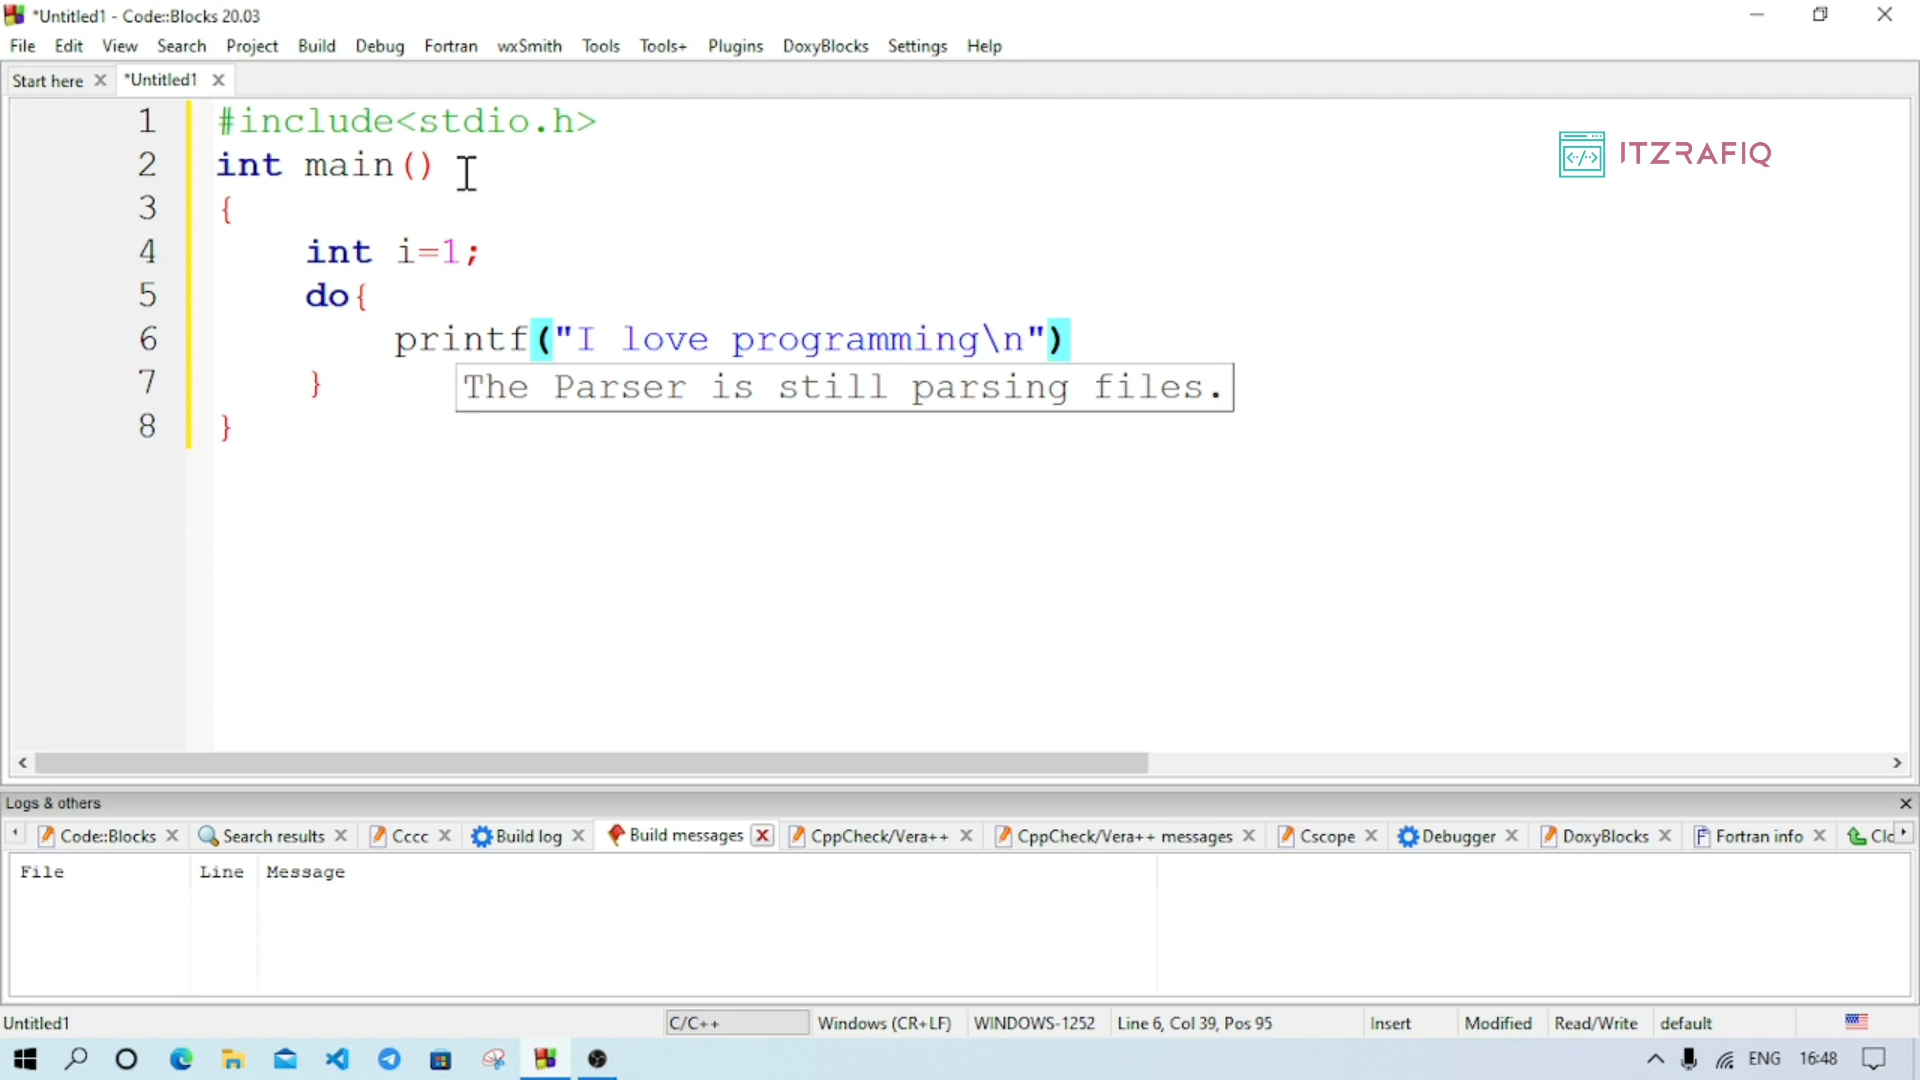 *Untitled1 - Code::Blocks 20.03
File Edit View Search Project Build Debug Fortran wxSmith Tools Tools+ Plugins DoxyBlocks Settings Help
Start here *Untitled1
1 #include<stdio.h>
2 int main()
3 {
4 int i=1;
5 do{
6 printf("I love programming\n")
7 }
8 }
The Parser is still parsing files.
ITZRAFIQ
Logs & others
Code::Blocks Search results Cccc Build log Build messages CppCheck/Vera++ CppCheck/Vera++ messages Cscope Debugger DoxyBlocks Fortran info Clo
File Line Message
Untitled1 C/C++ Windows (CR+LF) WINDOWS-1252 Line 6, Col 39, Pos 95 Insert Modified Read/Write default
ENG 16:48